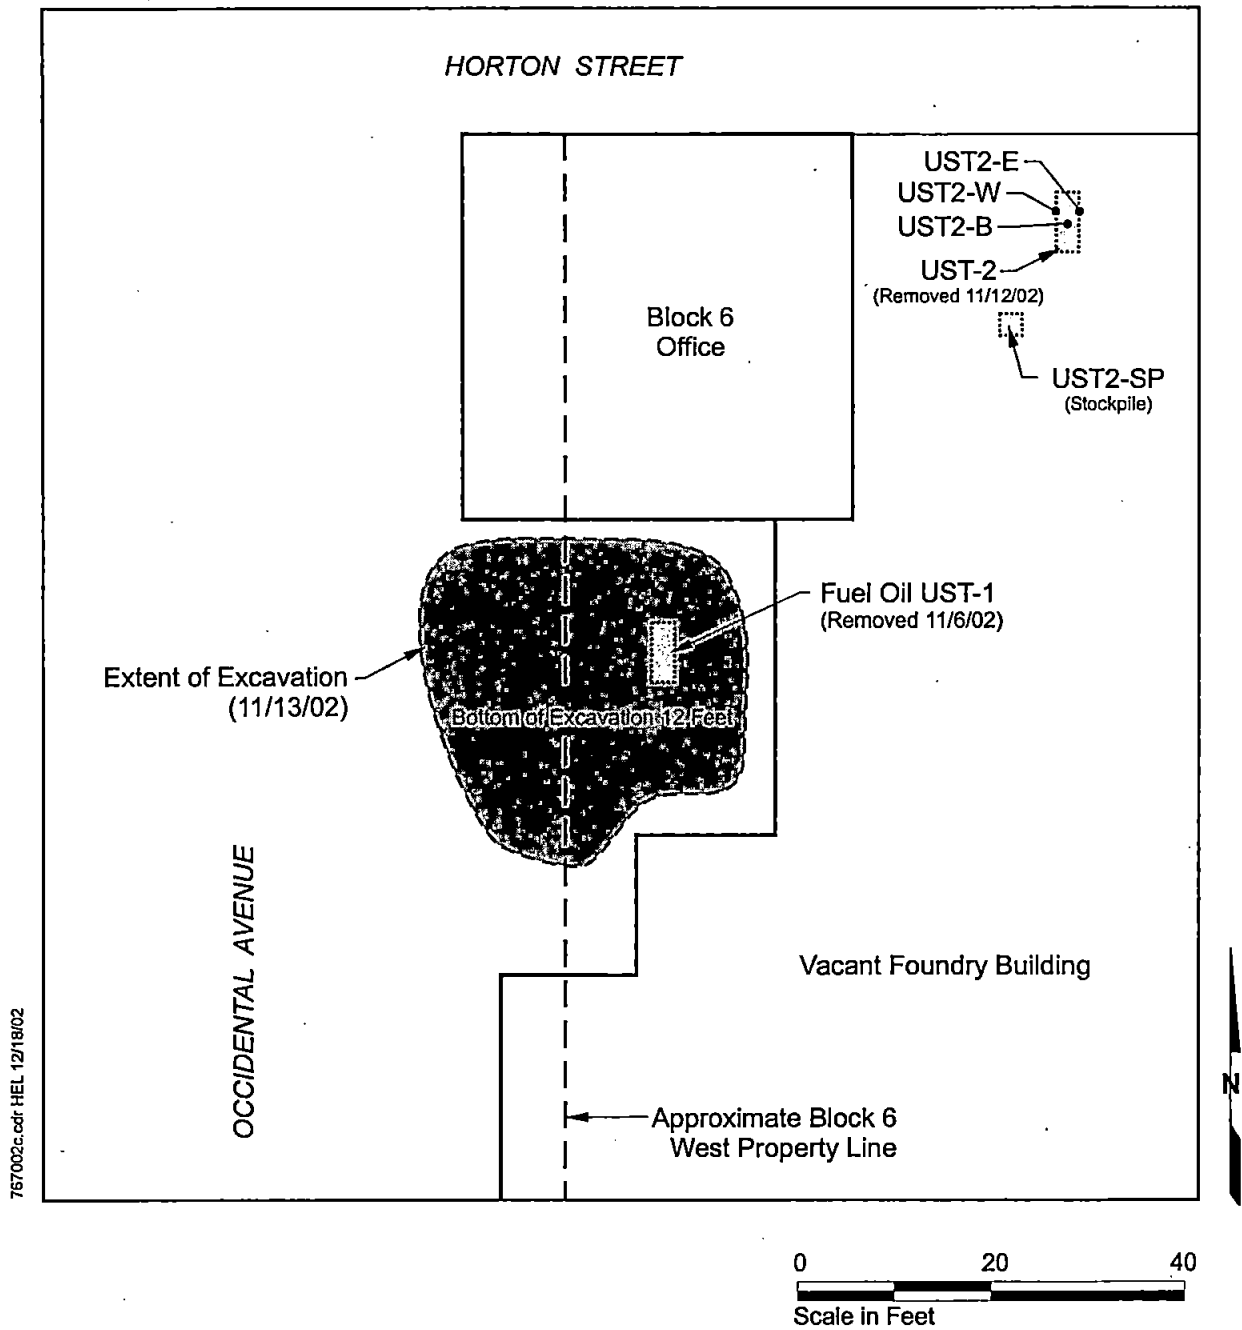 HORTON STREET
UST2-E
UST2-W
UST2-B
UST-2
(Removed 11/12/02)
Block 6
Office
UST2-SP
(Stockpile)
Fuel Oil UST-1
(Removed 11/6/02)
Extent of Excavation
(11/13/02)
Bottom of Excavation 12 Feet
OCCIDENTAL AVENUE
Vacant Foundry Building
Approximate Block 6
West Property Line
N
767002c.cdr HEL 12/18/02
0 20 40
Scale in Feet